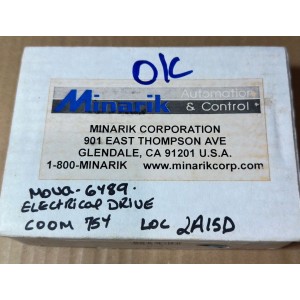 OK
Minarik Automation & Control
MINARIK CORPORATION
901 EAST THOMPSON AVE
GLENDALE, CA 91201 U.S.A.
1-800-MINARIK www.minarikcorp.com
MOVA-6489.
ELECTRICAL DRIVE
COOM 754 LOC 2A15D